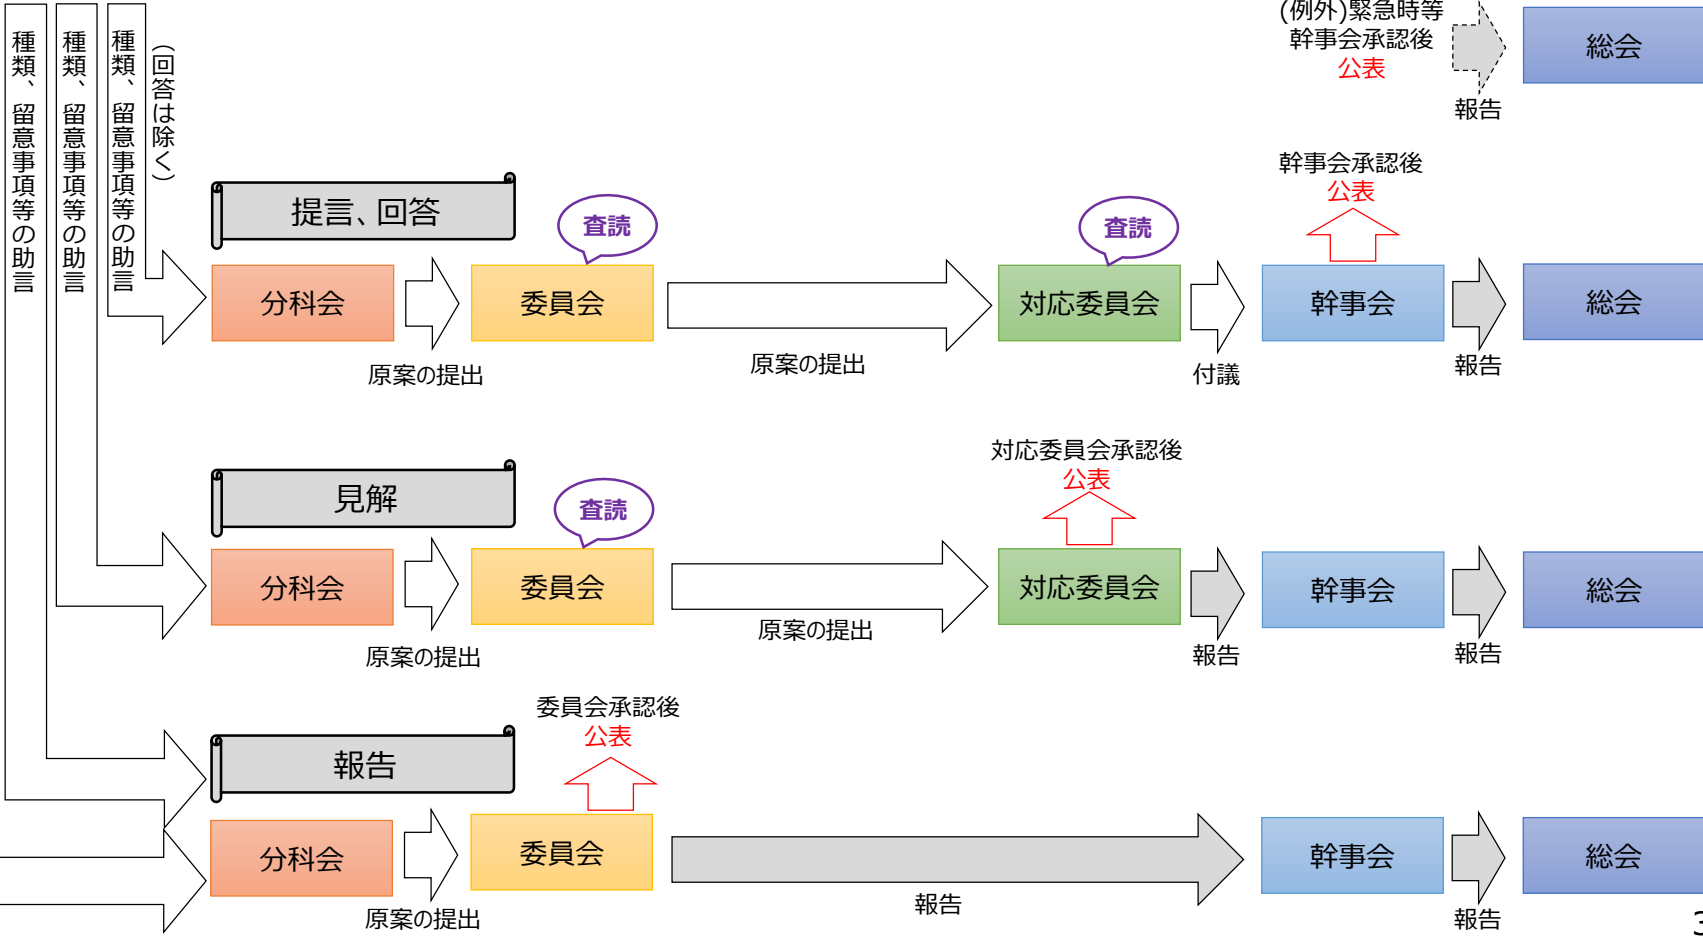 種類、留意事項等の助言
種類、留意事項等の助言
種類、留意事項等の助言
(回答は除く)
(例外)緊急時等
幹事会承認後
公表
総会
報告
提言、回答
査読
査読
幹事会承認後
公表
分科会
委員会
対応委員会
幹事会
総会
原案の提出
原案の提出
付議
報告
見解
査読
対応委員会承認後
公表
分科会
委員会
対応委員会
幹事会
総会
原案の提出
原案の提出
報告
報告
報告
委員会承認後
公表
分科会
委員会
幹事会
総会
原案の提出
報告
報告